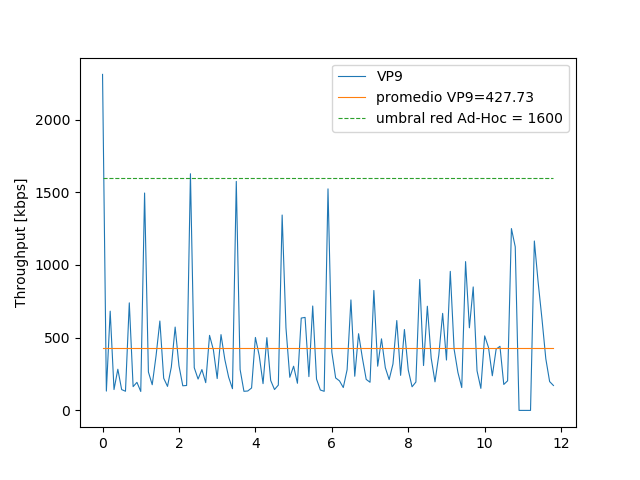 VP9
promedio VP9=427.73
umbral red Ad-Hoc = 1600
2000
1500
1000
500
0
Throughput [kbps]
0 2 4 6 8 10 12